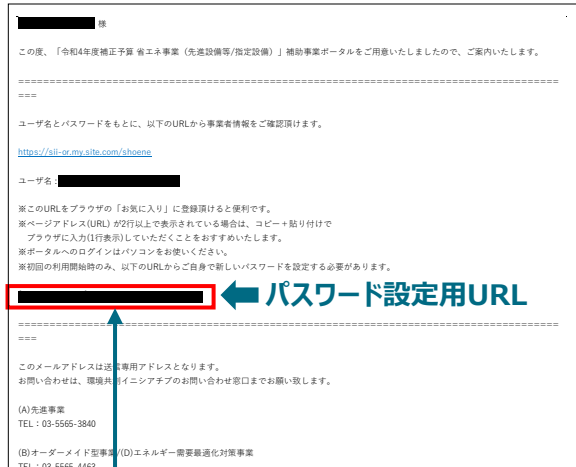 様
この度、「令和4年度補正予算 省エネ事業（先進設備等/指定設備）」補助事業ポータルをご用意いたしましたので、ご案内いたします。
================================================================================
===
ユーザ名とパスワードをもとに、以下のURLから事業者情報をご確認頂けます。
https://sii-or.my.site.com/shoene
ユーザ名：
※このURLをブラウザの「お気に入り」に登録頂けると便利です。
※ページアドレス(URL) が2行以上で表示されている場合は、コピー＋貼り付けで
ブラウザに入力(1行表示)していただくことをおすすめいたします。
※ポータルへのログインはパソコンをお使いください。
※初回の利用開始時のみ、以下のURLからご自身で新しいパスワードを設定する必要があります。
パスワード設定用URL
================================================================================
===
このメールアドレスは送信専用アドレスとなります。
お問い合わせは、環境共創イニシアチブのお問い合わせ窓口までお願い致します。
(A)先進事業
TEL：03-5565-3840
(B)オーダーメイド型事業/(D)エネルギー需要最適化対策事業
TEL：03-5565-4463